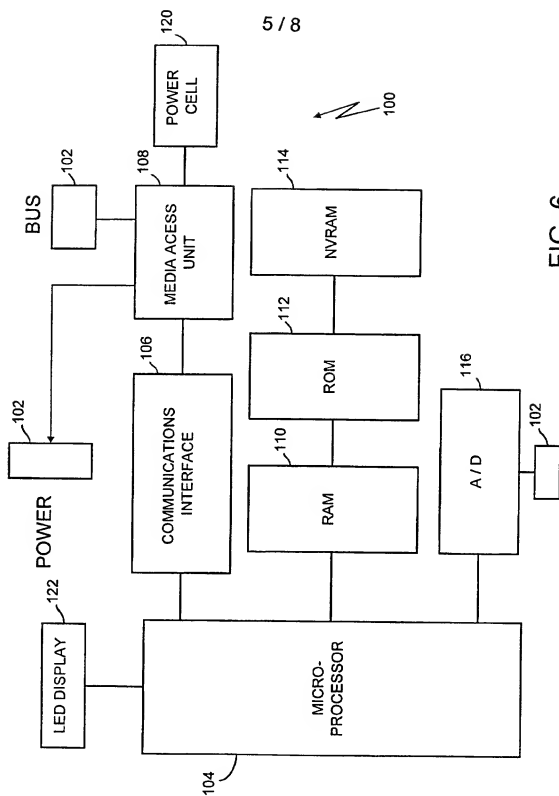 5 / 8
LED DISPLAY
122
POWER
102
BUS
102
POWER
CELL
120
MEDIA ACESS
UNIT
108
COMMUNICATIONS
INTERFACE
106
MICRO-
PROCESSOR
104
RAM
110
ROM
112
NVRAM
114
100
A / D
116
102
FIG. 6